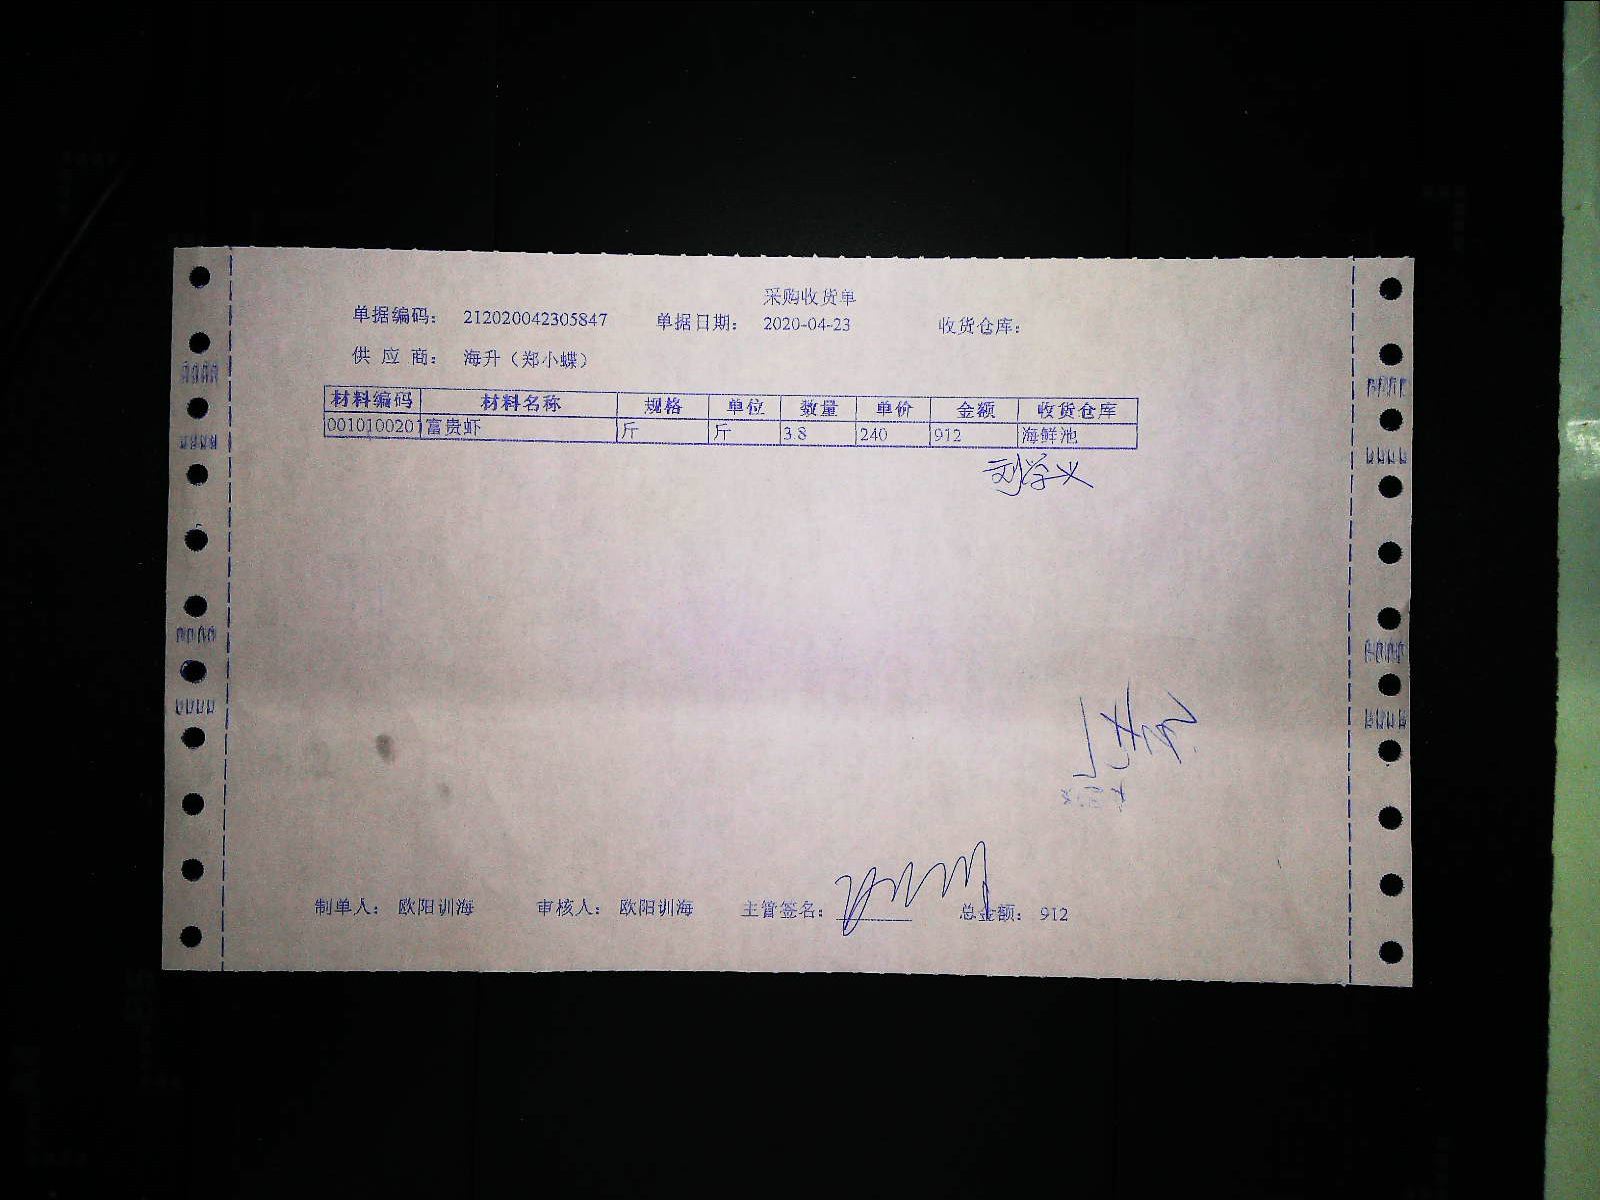 采购收货单
单据编码： 212020042305847 单据日期： 2020-04-23 收货仓库：
供 应 商： 海升（郑小蝶）
材料编码 材料名称 规格 单位 数量 单价 金额 收货仓库
0010100201 富贵虾 斤 斤 3.8 240 912 海鲜池
刘学义
制单人： 欧阳训海 审核人： 欧阳训海 主管签名： 总金额： 912